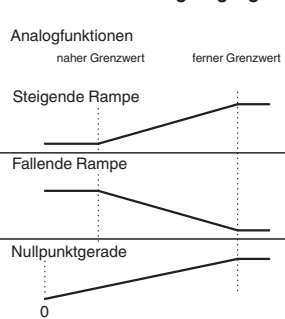 Analogfunktionen
naher Grenzwert ferner Grenzwert
Steigende Rampe
Fallende Rampe
Nullpunktgerade
0